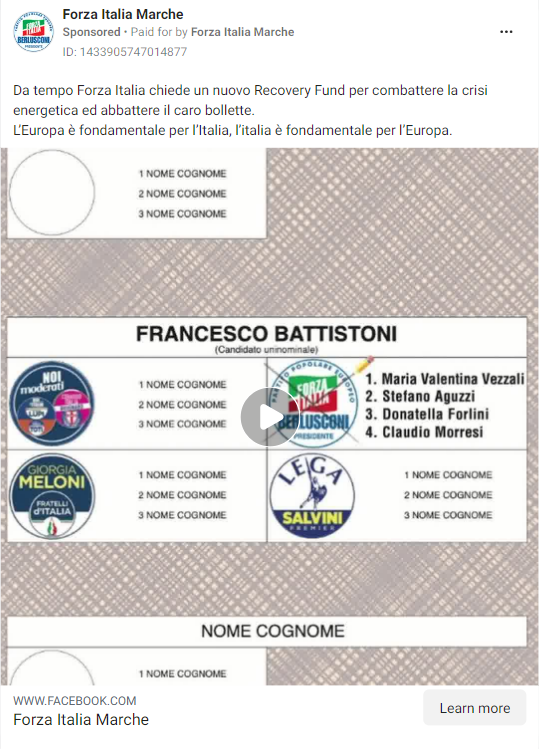 Forza Italia Marche
Sponsored • Paid for by Forza Italia Marche
ID: 1433905747014877
Da tempo Forza Italia chiede un nuovo Recovery Fund per combattere la crisi
energetica ed abbattere il caro bollette.
L'Europa è fondamentale per l'Italia, l'italia è fondamentale per l'Europa.
1 NOME COGNOME
2 NOME COGNOME
3 NOME COGNOME
FRANCESCO BATTISTONI
(Candidato uninominale)
NOI
moderati
1 NOME COGNOME
2 NOME COGNOME
3 NOME COGNOME
PARTITO POPOLARE EUROPEO
FORZA
ITALIA
BERLUSCONI
PRESIDENTE
1. Maria Valentina Vezzali
2. Stefano Aguzzi
3. Donatella Forlini
4. Claudio Morresi
GIORGIA
MELONI
FRATELLI
d'ITALIA
1 NOME COGNOME
2 NOME COGNOME
3 NOME COGNOME
LEGA
SALVINI
PREMIER
1 NOME COGNOME
2 NOME COGNOME
3 NOME COGNOME
NOME COGNOME
1 NOME COGNOME
WWW.FACEBOOK.COM
Forza Italia Marche
Learn more